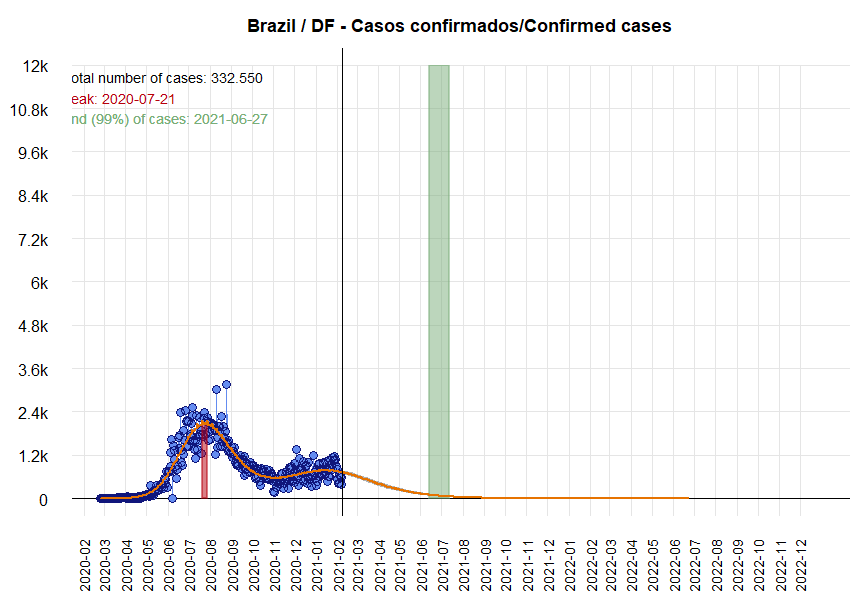 Brazil / DF - Casos confirmados/Confirmed cases
12k
10.8k
9.6k
8.4k
7.2k
6k
4.8k
3.6k
2.4k
1.2k
0
otal number of cases: 332.550
eak: 2020-07-21
nd (99%) of cases: 2021-06-27
2020-02
2020-03
2020-04
2020-05
2020-06
2020-07
2020-08
2020-09
2020-10
2020-11
2020-12
2021-01
2021-02
2021-03
2021-04
2021-05
2021-06
2021-07
2021-08
2021-09
2021-10
2021-11
2021-12
2022-01
2022-02
2022-03
2022-04
2022-05
2022-06
2022-07
2022-08
2022-09
2022-10
2022-11
2022-12